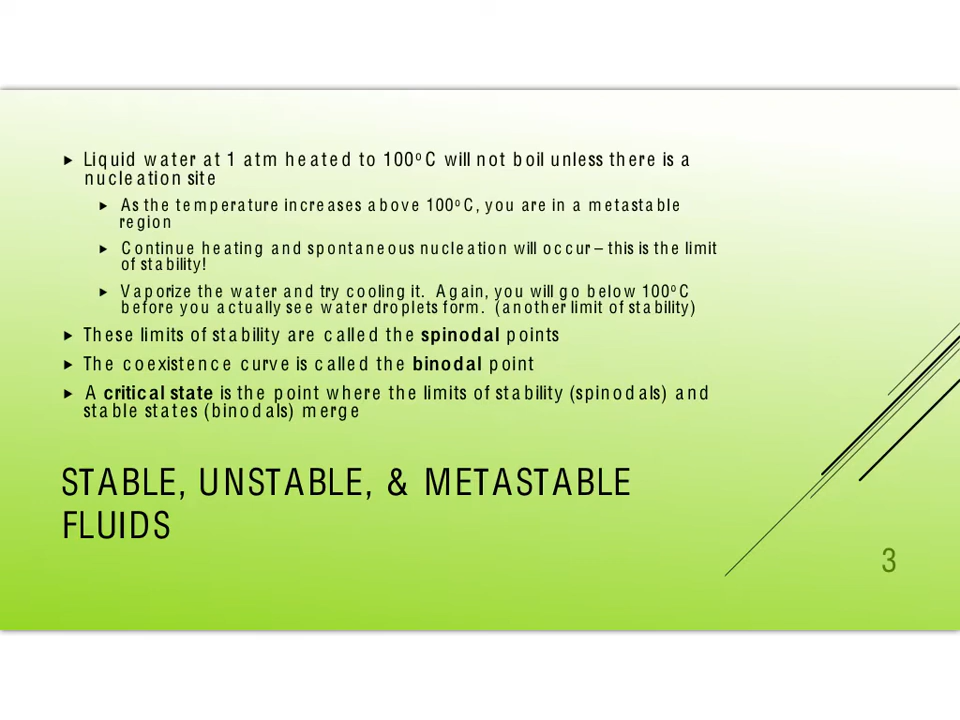 ▶ Liquid water at 1 atm heated to 100ºC will not boil unless there is a
nucleation site
▶ As the temperature increases above 100ºC, you are in a metastable
region
▶ Continue heating and spontaneous nucleation will occur – this is the limit
of stability!
▶ Vaporize the water and try cooling it. Again, you will go below 100ºC
before you actually see water droplets form. (another limit of stability)
▶ These limits of stability are called the spinodal points
▶ The coexistence curve is called the binodal point
▶ A critical state is the point where the limits of stability (spinodals) and
stable states (binodals) merge
STABLE, UNSTABLE, & METASTABLE
FLUIDS
3